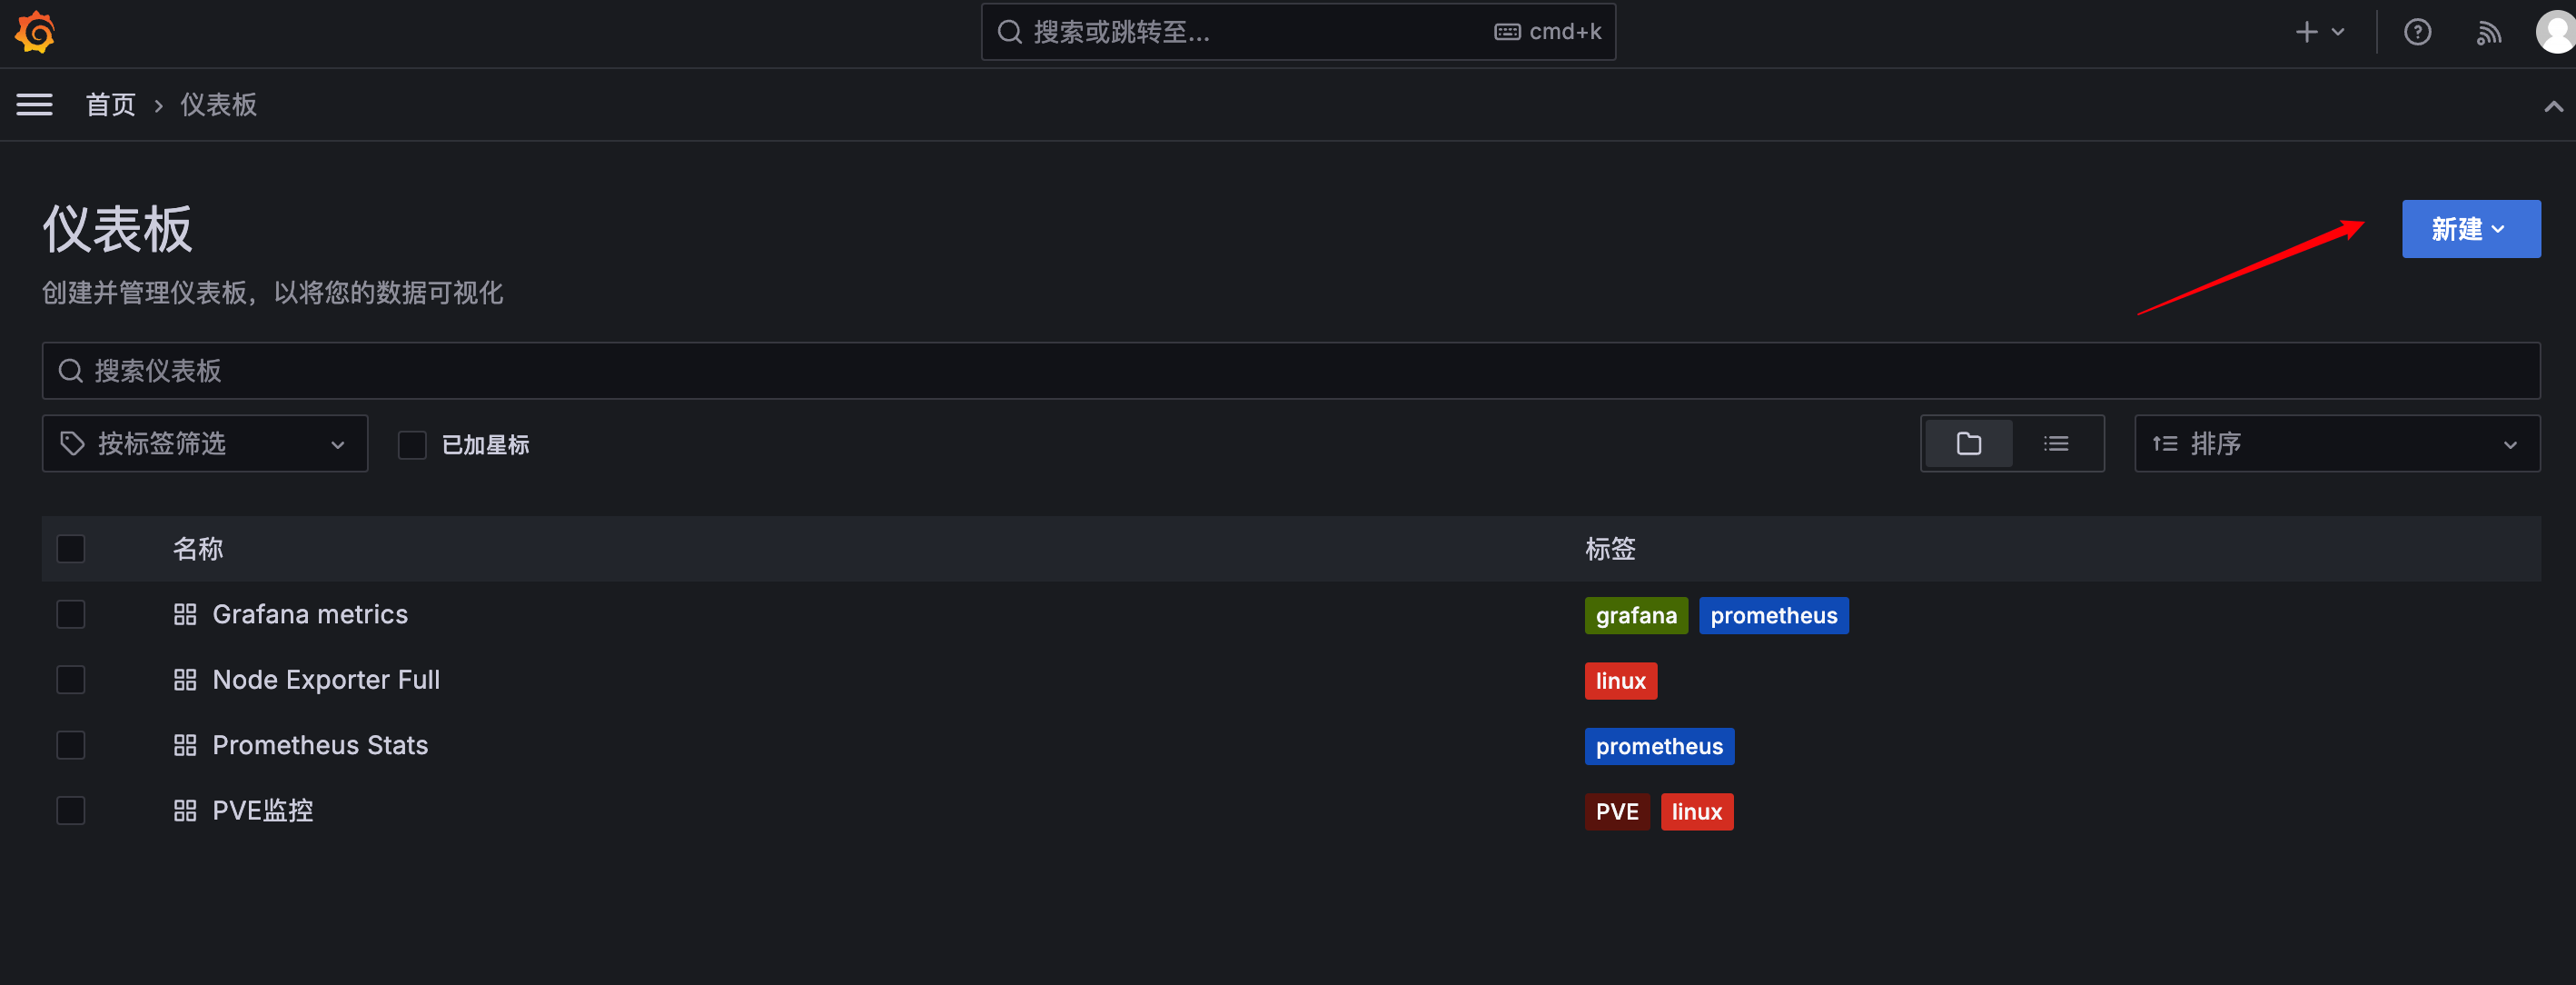 搜索或跳转至... cmd+k
首页 › 仪表板
仪表板
新建
创建并管理仪表板，以将您的数据可视化
搜索仪表板
按标签筛选 已加星标 排序
名称 标签
Grafana metrics grafana prometheus
Node Exporter Full linux
Prometheus Stats prometheus
PVE监控 PVE linux